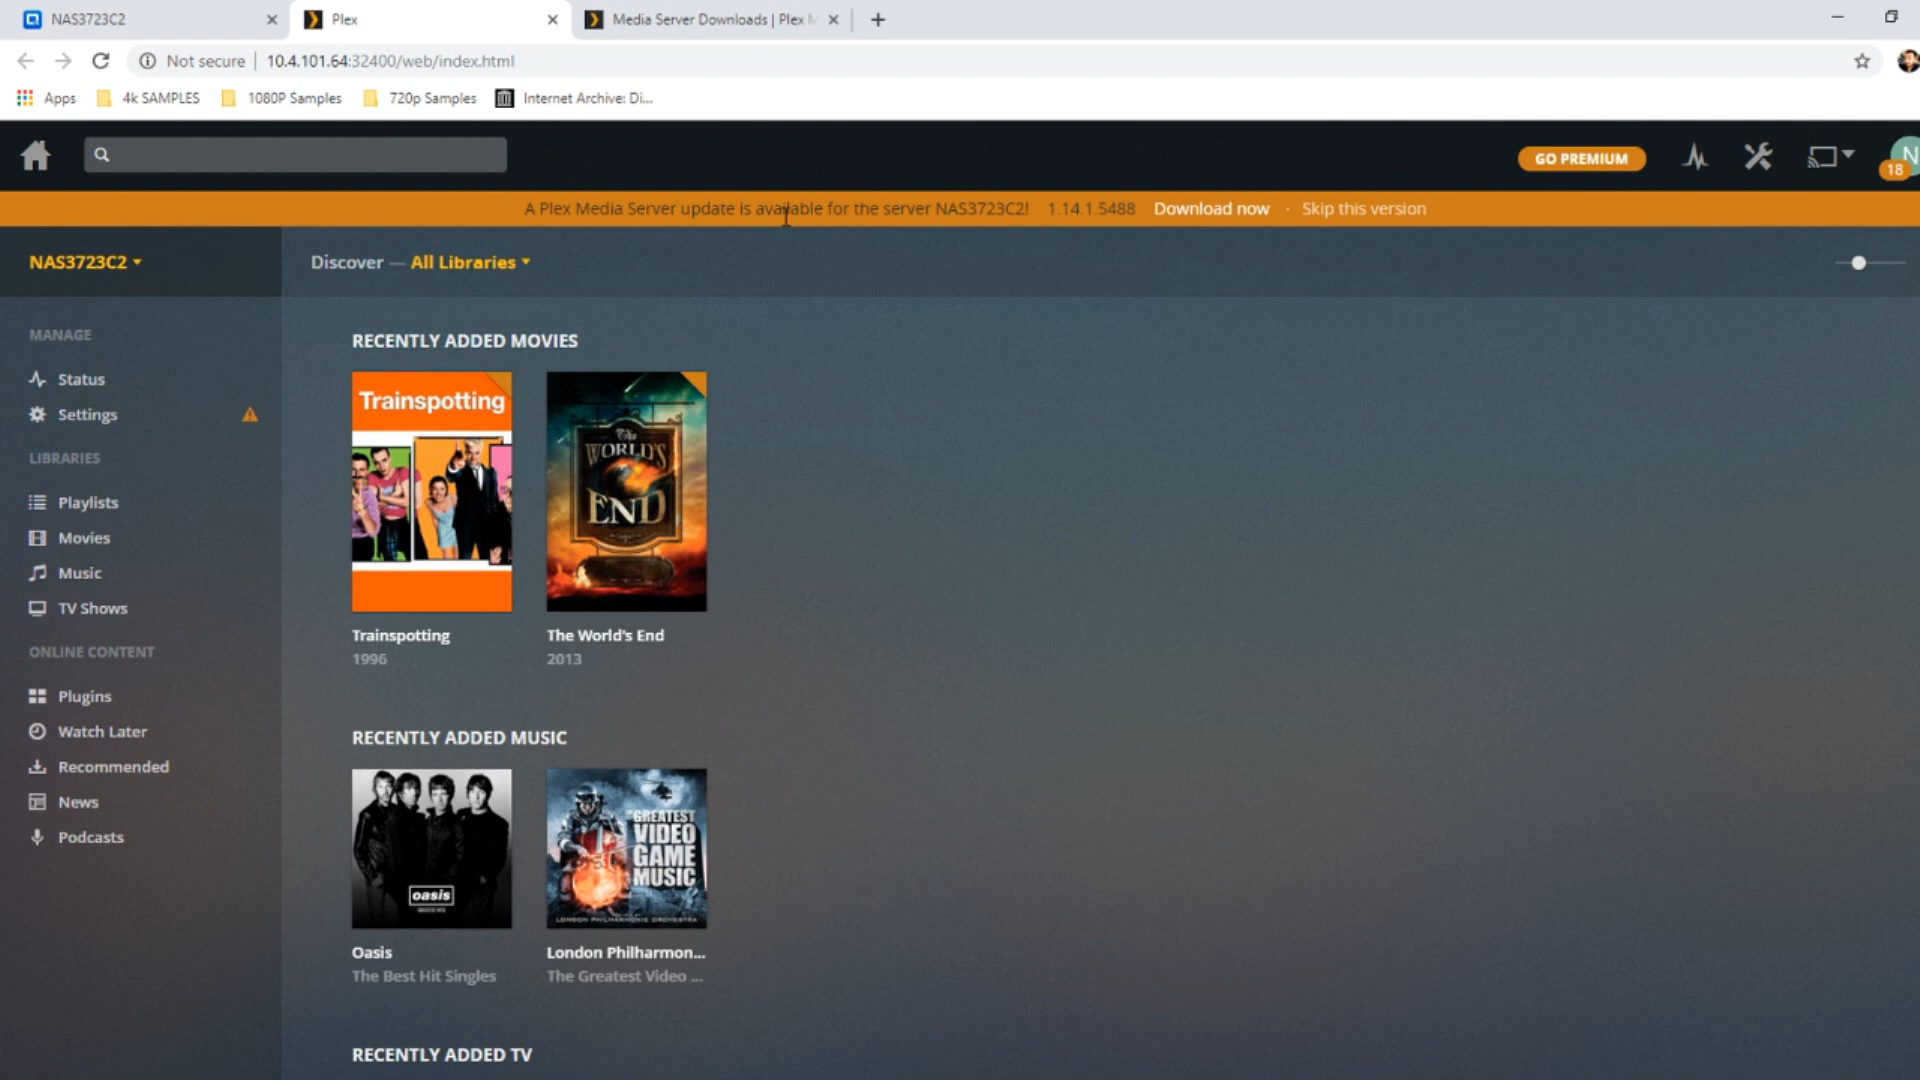 NAS3723C2
Plex
Media Server Downloads | Plex M
Not secure
10.4.101.64:32400/web/index.html
Apps
4k SAMPLES
1080P Samples
720p Samples
Internet Archive: Di...
GO PREMIUM
N
18
A Plex Media Server update is available for the server NAS3723C2! 1.14.1.5488 Download now · Skip this version
NAS3723C2
Discover — All Libraries
MANAGE
Status
Settings
LIBRARIES
Playlists
Movies
Music
TV Shows
ONLINE CONTENT
Plugins
Watch Later
Recommended
News
Podcasts
RECENTLY ADDED MOVIES
Trainspotting
The
WORLD'S
END
Trainspotting
1996
The World's End
2013
RECENTLY ADDED MUSIC
oasis
THE GREATEST
VIDEO
GAME
MUSIC
LONDON PHILHARMONIC ORCHESTRA
Oasis
The Best Hit Singles
London Philharmon...
The Greatest Video ...
RECENTLY ADDED TV